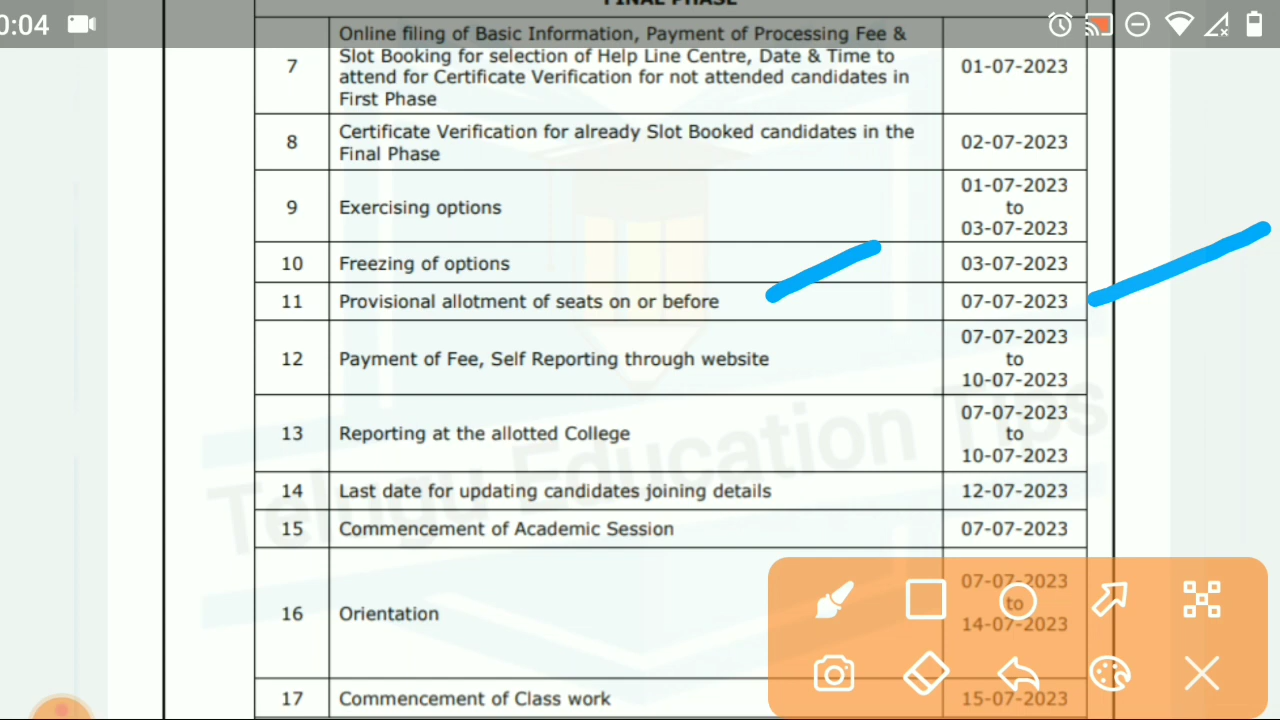 0:04
FINAL PHASE
7 Online filing of Basic Information, Payment of Processing Fee &
Slot Booking for selection of Help Line Centre, Date & Time to
attend for Certificate Verification for not attended candidates in
First Phase
01-07-2023
8 Certificate Verification for already Slot Booked candidates in the
Final Phase
02-07-2023
9 Exercising options
01-07-2023
to
03-07-2023
10 Freezing of options 03-07-2023
11 Provisional allotment of seats on or before 07-07-2023
12 Payment of Fee, Self Reporting through website
07-07-2023
to
10-07-2023
13 Reporting at the allotted College
07-07-2023
to
10-07-2023
14 Last date for updating candidates joining details 12-07-2023
15 Commencement of Academic Session 07-07-2023
16 Orientation
07-07-2023
to
14-07-2023
17 Commencement of Class work 15-07-2023
Telugu Education Tips